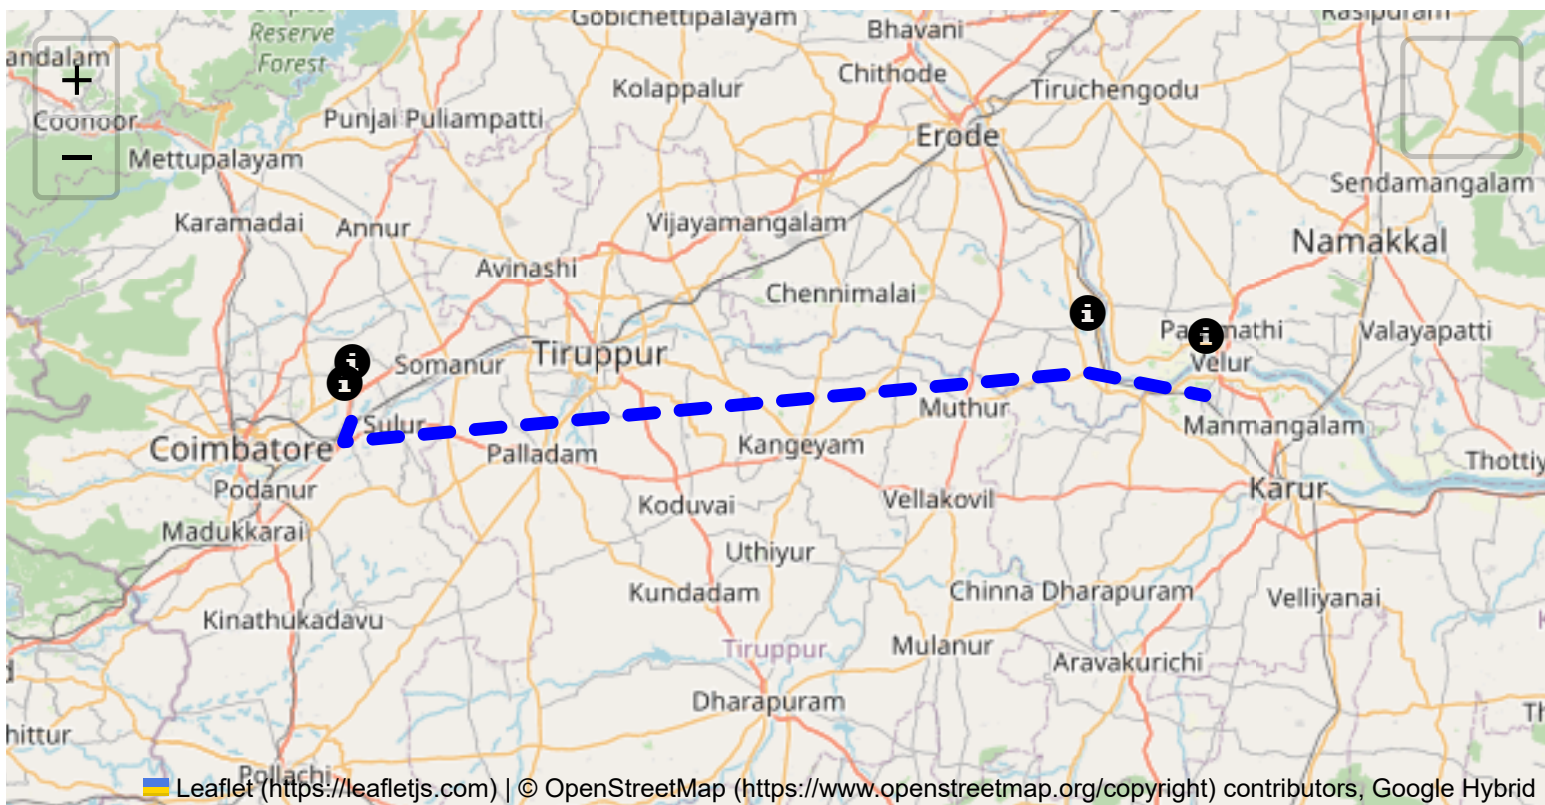 Reserve
Gobichettipalayam
Rasipuram
Forest
Bhavani
andalam
+
Kolappalur
Chithode
Tiruchengodu
Coonoor
Punjai Puliampatti
Erode
−
Mettupalayam
Sendamangalam
Karamadai
Annur
Vijayamangalam
Namakkal
Avinashi
Chennimalai
Valayapatti
Somanur
Tiruppur
Velur
Sulur
Muthur
Manmangalam
Coimbatore
Palladam
Kangeyam
Thottiy
Podanur
Koduvai
Vellakovil
Karur
Madukkarai
Uthiyur
Kundadam
Chinna Dharapuram
Velliyanai
Kinathukadavu
Tiruppur
Mulanur
Aravakurichi
Dharapuram
hittur
Th
Pollachi
Leaflet (https://leafletjs.com) | © OpenStreetMap (https://www.openstreetmap.org/copyright) contributors, Google Hybrid